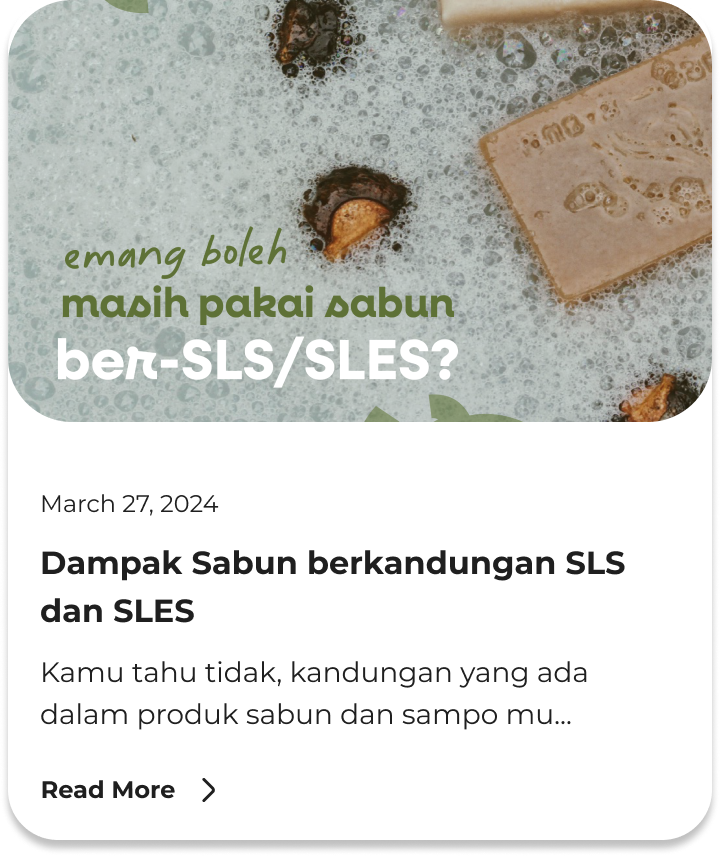 emang boleh
masih pakai sabun
ber-SLS/SLES?
March 27, 2024
Dampak Sabun berkandungan SLS
dan SLES
Kamu tahu tidak, kandungan yang ada
dalam produk sabun dan sampo mu...
Read More